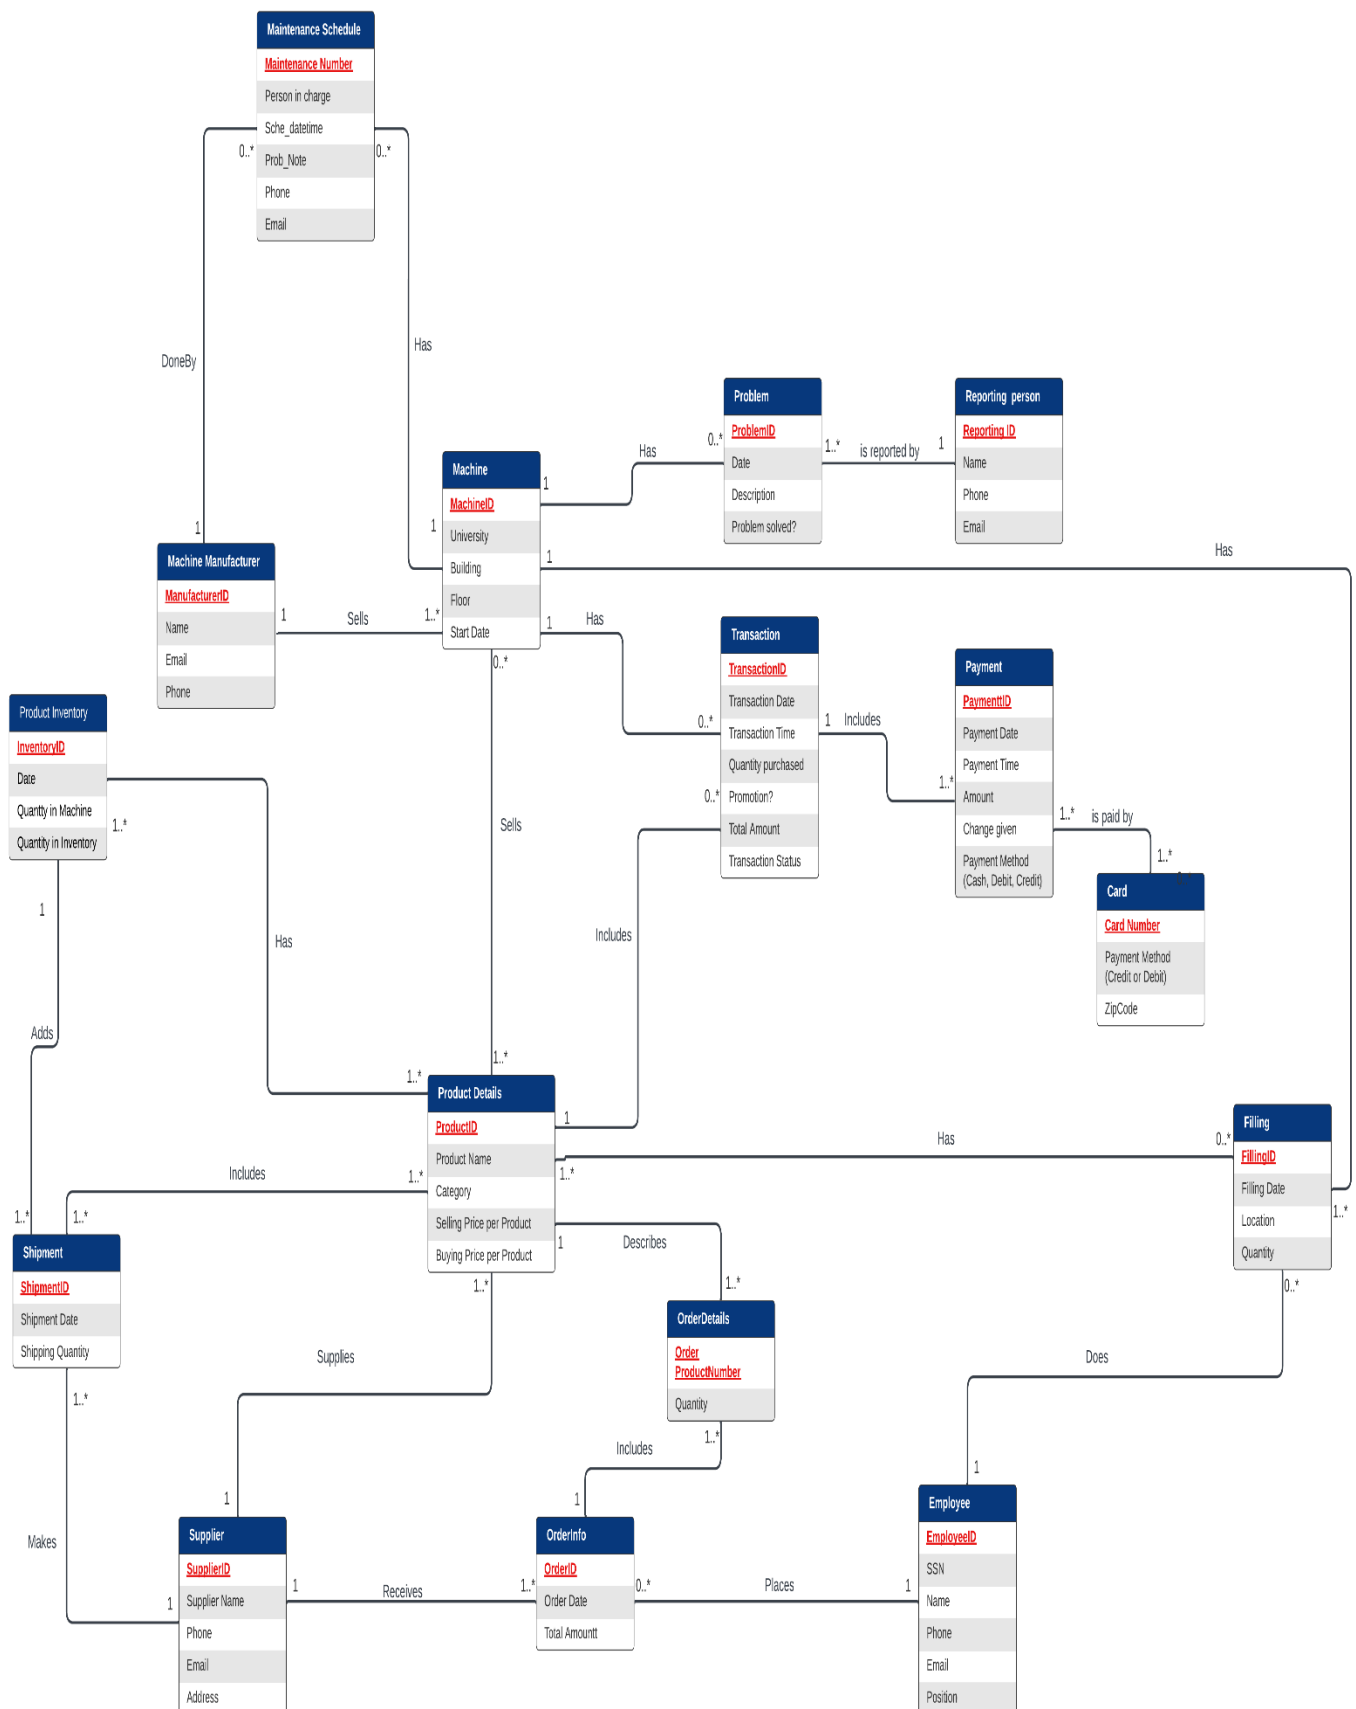 Maintenance Schedule
Maintenance Number
Person in charge
Sche_datetime
0..*
Prob_Note
0..*
Phone
Email
DoneBy
Has
Problem
ProblemID
Date
Description
Problem solved?
0..*
1..*
is reported by
1
Reporting person
Reporting ID
Name
Phone
Email
Has
1
Machine
MachineID
University
Building
Floor
Start Date
1
1
Has
1
Machine Manufacturer
ManufacturerID
Name
Email
Phone
1
Sells
1..*
1
Has
0..*
0..*
Transaction
TransactionID
Transaction Date
Transaction Time
Quantity purchased
Promotion?
Total Amount
Transaction Status
0..*
1
Includes
1..*
Payment
PaymenttID
Payment Date
Payment Time
Amount
Change given
Payment Method
(Cash, Debit, Credit)
1..*
is paid by
1..*
Card
Card Number
Payment Method
(Credit or Debit)
ZipCode
Product Inventory
InventoryID
Date
Quantty in Machine
Quantity in Inventory
1..*
1
Sells
Has
Includes
Adds
1..*
1..*
Product Details
ProductID
Product Name
Category
Selling Price per Product
Buying Price per Product
1
1..*
Has
0..*
Filling
FillingID
Filling Date
Location
Quantity
1..*
0..*
Includes
1..*
1..*
1..*
Shipment
ShipmentID
Shipment Date
Shipping Quantity
1..*
1
Describes
1..*
OrderDetails
Order
ProductNumber
Quantity
1..*
1..*
Supplies
Does
Includes
1
1
1
Makes
1
Supplier
SupplierID
Supplier Name
Phone
Email
Address
1
Receives
1..*
OrderInfo
OrderID
Order Date
Total Amountt
0..*
Places
1
Employee
EmployeeID
SSN
Name
Phone
Email
Position